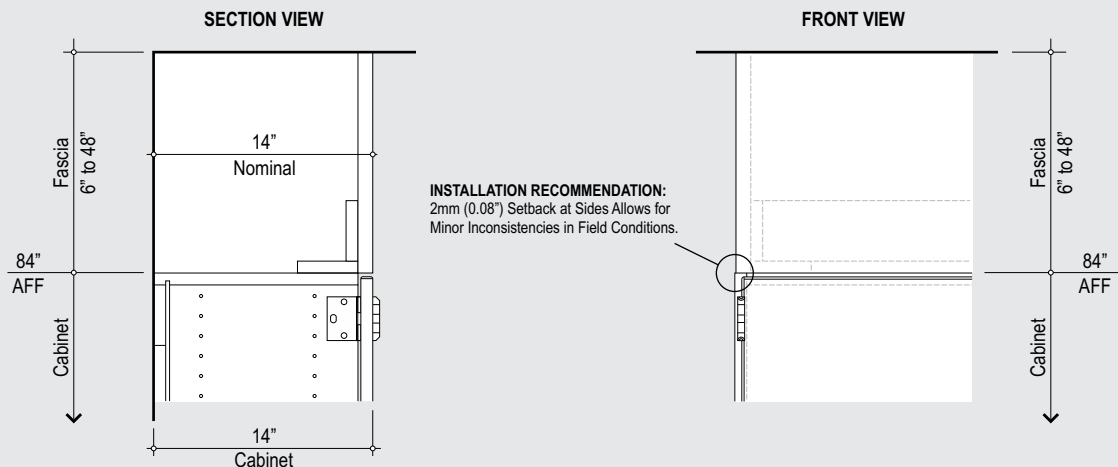 SECTION VIEW
FRONT VIEW
Fascia
6” to 48”
14”
Nominal
INSTALLATION RECOMMENDATION:
2mm (0.08”) Setback at Sides Allows for
Minor Inconsistencies in Field Conditions.
Fascia
6” to 48”
84”
AFF
84”
AFF
Cabinet
Cabinet
14”
Cabinet